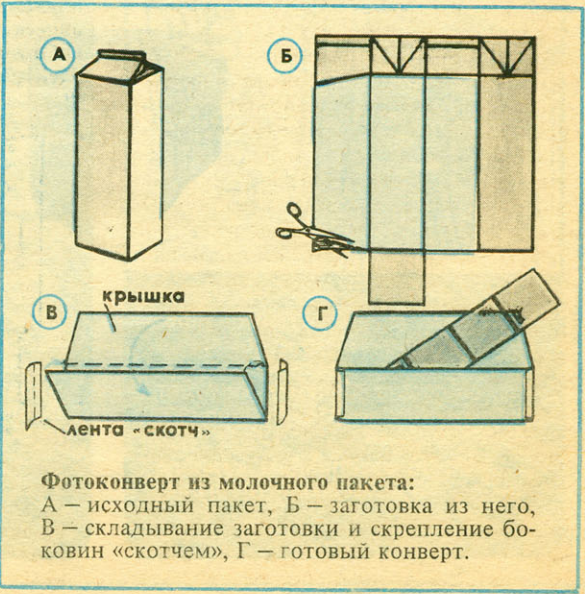 А
Б
В
крышка
Г
лента «скотч»
Фотоконверт из молочного пакета:
А — исходный пакет, Б — заготовка из него,
В — складывание заготовки и скрепление бо-
ковин «скотчем», Г — готовый конверт.